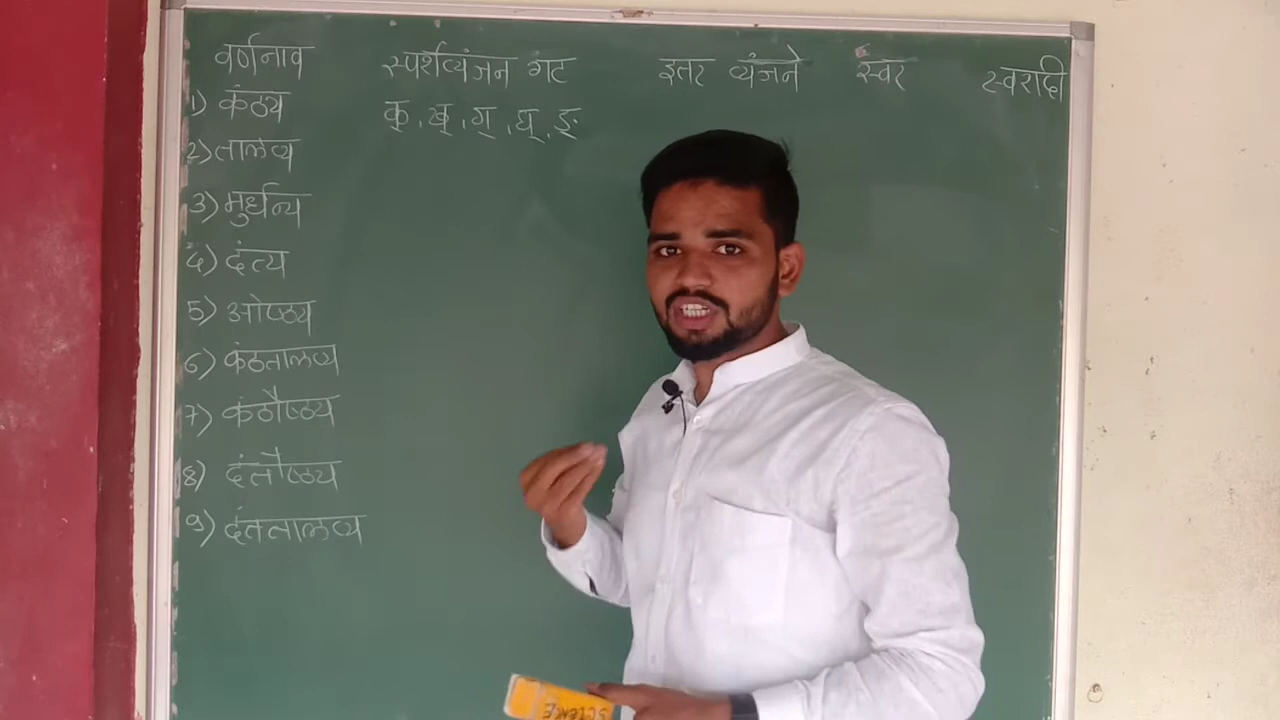 वर्णनाव स्पर्शव्यंजन गट इतर व्यंजने स्वर स्वरादी
1) कंठ्य क्, ख्, ग्, घ्, ङ्
2) तालव्य
3) मुर्धन्य
4) दंत्य
5) ओष्ठ्य
6) कंठतालव्य
7) कंठौष्ठ्य
8) दंतौष्ठ्य
9) दंततालव्य
SCIENCE